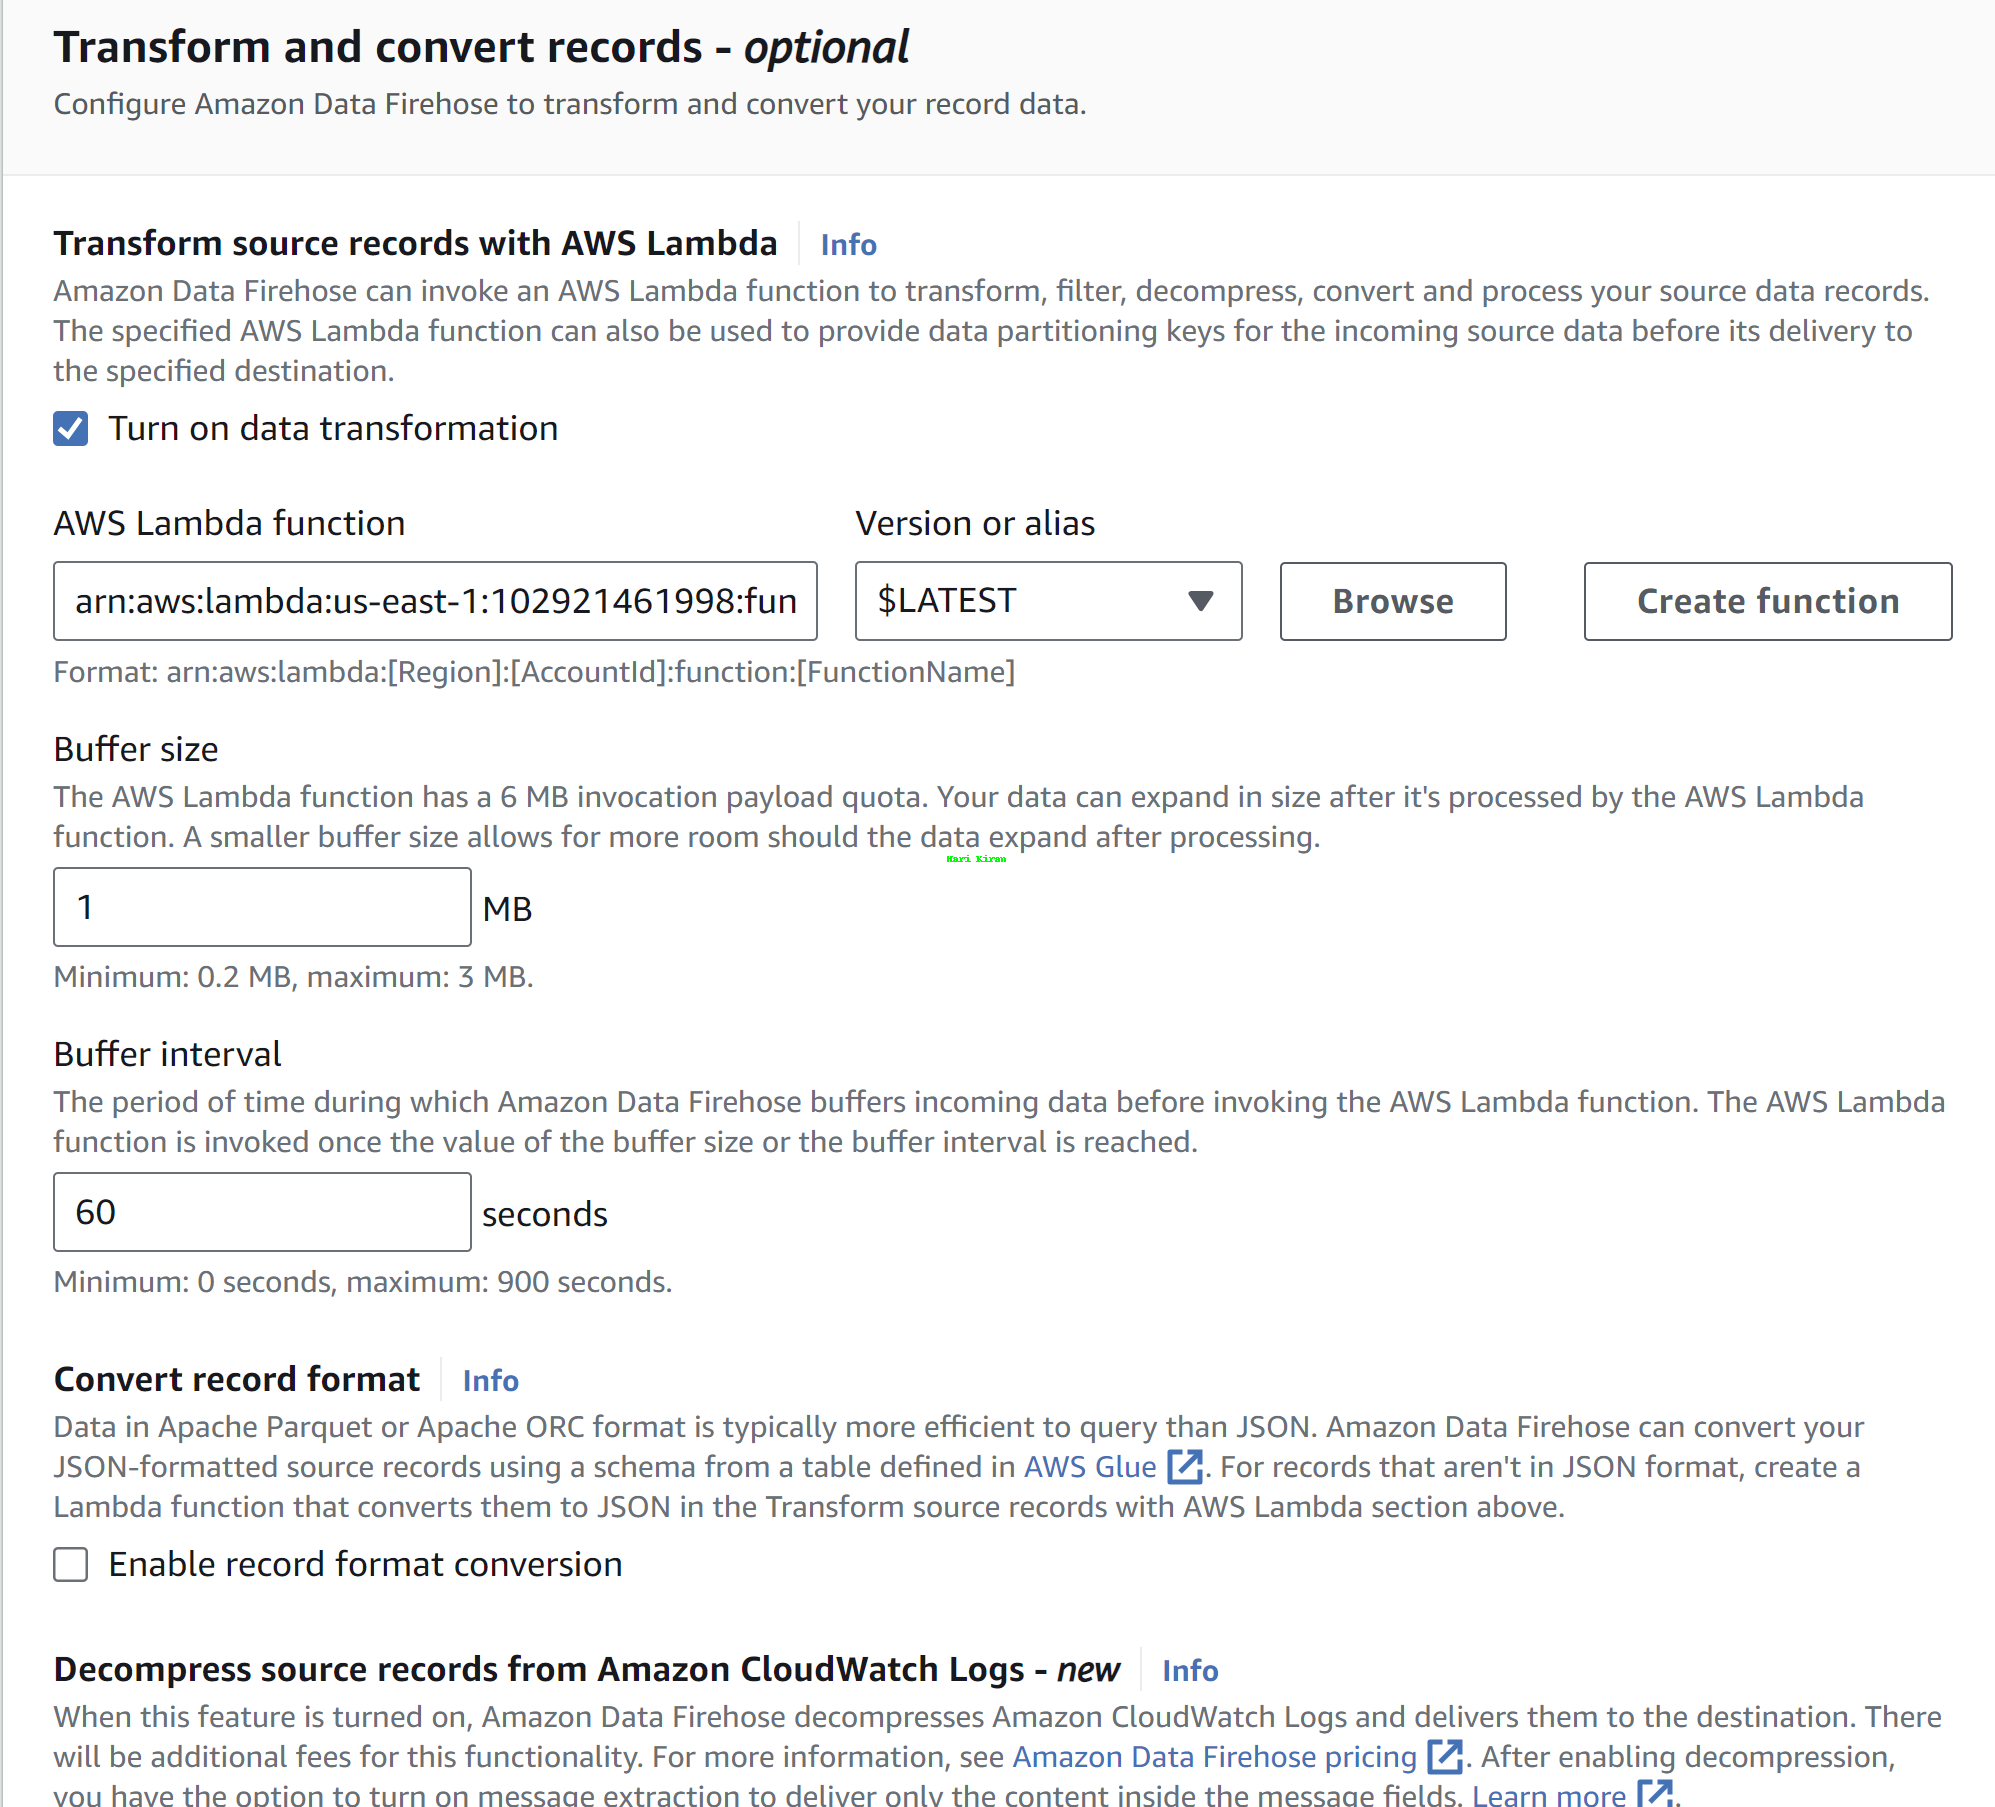 Transform and convert records - optional
Configure Amazon Data Firehose to transform and convert your record data.
Transform source records with AWS Lambda Info
Amazon Data Firehose can invoke an AWS Lambda function to transform, filter, decompress, convert and process your source data records.
The specified AWS Lambda function can also be used to provide data partitioning keys for the incoming source data before its delivery to
the specified destination.
Turn on data transformation
AWS Lambda function Version or alias
arn:aws:lambda:us-east-1:102921461998:fun $LATEST Browse Create function
Format: arn:aws:lambda:[Region]:[AccountId]:function:[FunctionName]
Buffer size
The AWS Lambda function has a 6 MB invocation payload quota. Your data can expand in size after it's processed by the AWS Lambda
function. A smaller buffer size allows for more room should the data expand after processing.
Hari Kiran
1 MB
Minimum: 0.2 MB, maximum: 3 MB.
Buffer interval
The period of time during which Amazon Data Firehose buffers incoming data before invoking the AWS Lambda function. The AWS Lambda
function is invoked once the value of the buffer size or the buffer interval is reached.
60 seconds
Minimum: 0 seconds, maximum: 900 seconds.
Convert record format Info
Data in Apache Parquet or Apache ORC format is typically more efficient to query than JSON. Amazon Data Firehose can convert your
JSON-formatted source records using a schema from a table defined in AWS Glue. For records that aren't in JSON format, create a
Lambda function that converts them to JSON in the Transform source records with AWS Lambda section above.
Enable record format conversion
Decompress source records from Amazon CloudWatch Logs - new Info
When this feature is turned on, Amazon Data Firehose decompresses Amazon CloudWatch Logs and delivers them to the destination. There
will be additional fees for this functionality. For more information, see Amazon Data Firehose pricing. After enabling decompression,
you have the option to turn on message extraction to deliver only the content inside the message fields. Learn more.